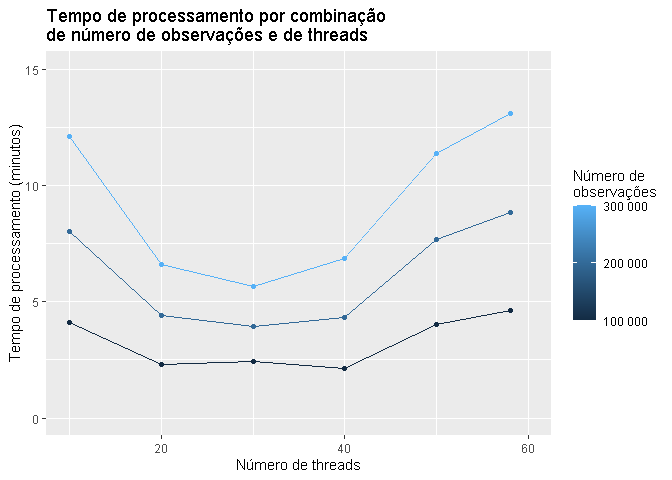 Tempo de processamento por combinação
de número de observações e de threads
Tempo de processamento (minutos)
15
10
5
0
20
40
60
Número de threads
Número de
observações
300 000
200 000
100 000